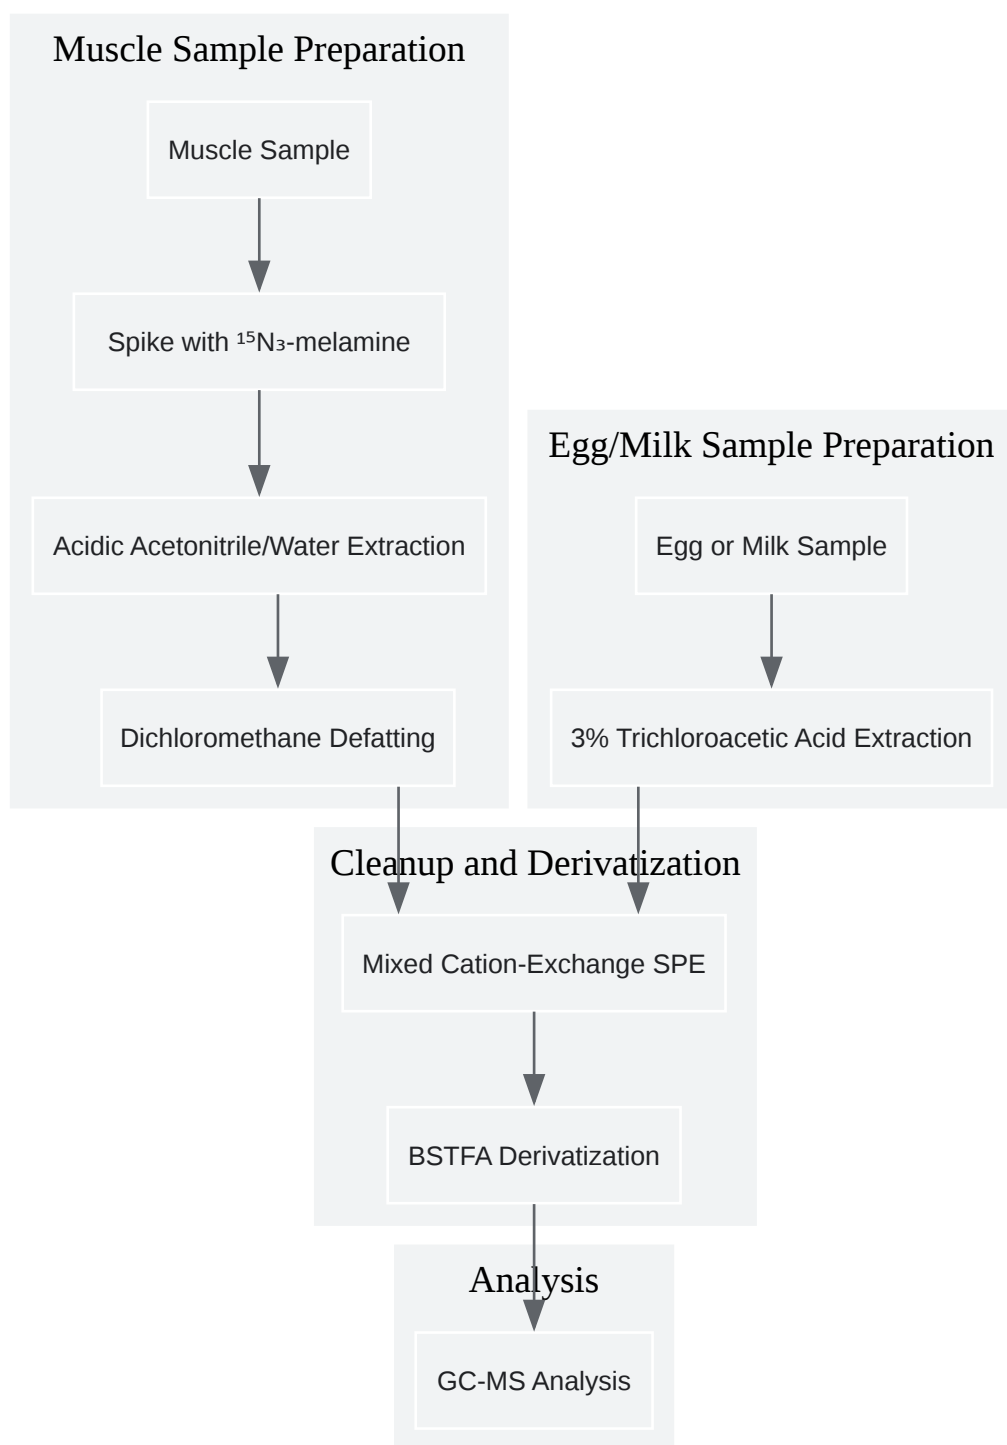 Muscle Sample Preparation
Muscle Sample
Spike with ¹⁵N₃-melamine
Acidic Acetonitrile/Water Extraction
Dichloromethane Defatting
Egg/Milk Sample Preparation
Egg or Milk Sample
3% Trichloroacetic Acid Extraction
Cleanup and Derivatization
Mixed Cation-Exchange SPE
BSTFA Derivatization
Analysis
GC-MS Analysis